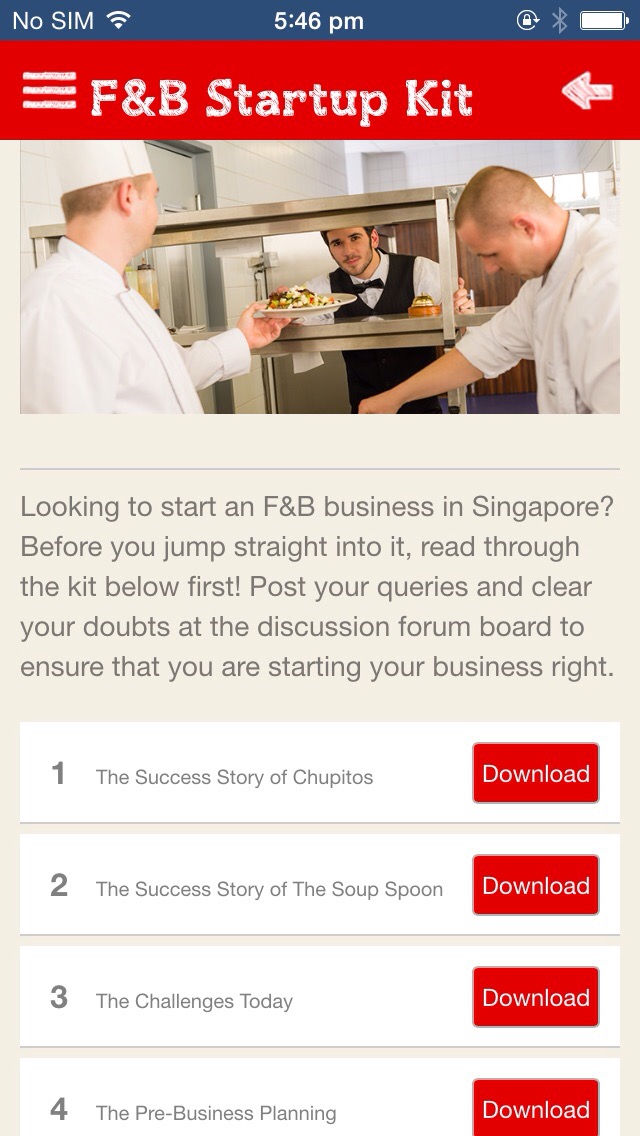 No SIM 5:46 pm
F&B Startup Kit
Looking to start an F&B business in Singapore?
Before you jump straight into it, read through
the kit below first! Post your queries and clear
your doubts at the discussion forum board to
ensure that you are starting your business right.
1 The Success Story of Chupitos Download
2 The Success Story of The Soup Spoon Download
3 The Challenges Today Download
4 The Pre-Business Planning Download